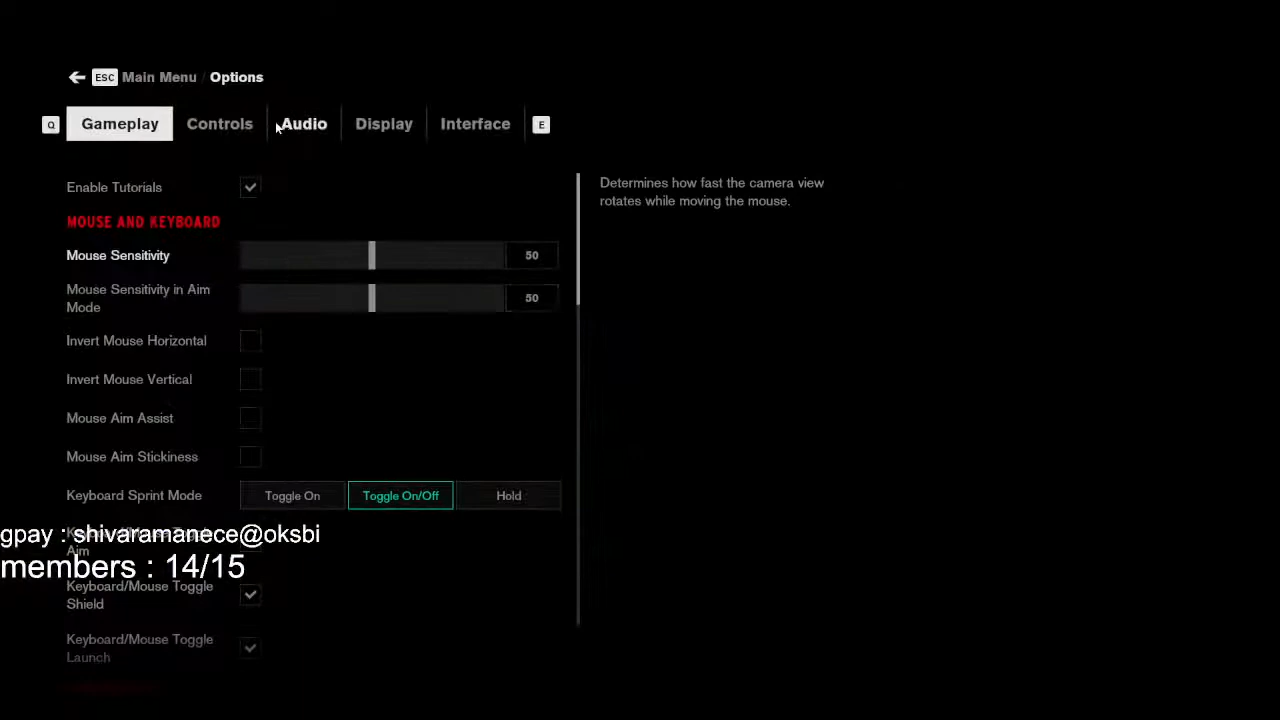 ESC Main Menu / Options
Q Gameplay Controls Audio Display Interface E
Enable Tutorials
Determines how fast the camera view
rotates while moving the mouse.
MOUSE AND KEYBOARD
Mouse Sensitivity 50
Mouse Sensitivity in Aim
Mode 50
Invert Mouse Horizontal
Invert Mouse Vertical
Mouse Aim Assist
Mouse Aim Stickiness
Keyboard Sprint Mode Toggle On Toggle On/Off Hold
Keyboard/Mouse Toggle
Aim
gpay : shivaramanece@oksbi
members : 14/15
Keyboard/Mouse Toggle
Shield
Keyboard/Mouse Toggle
Launch